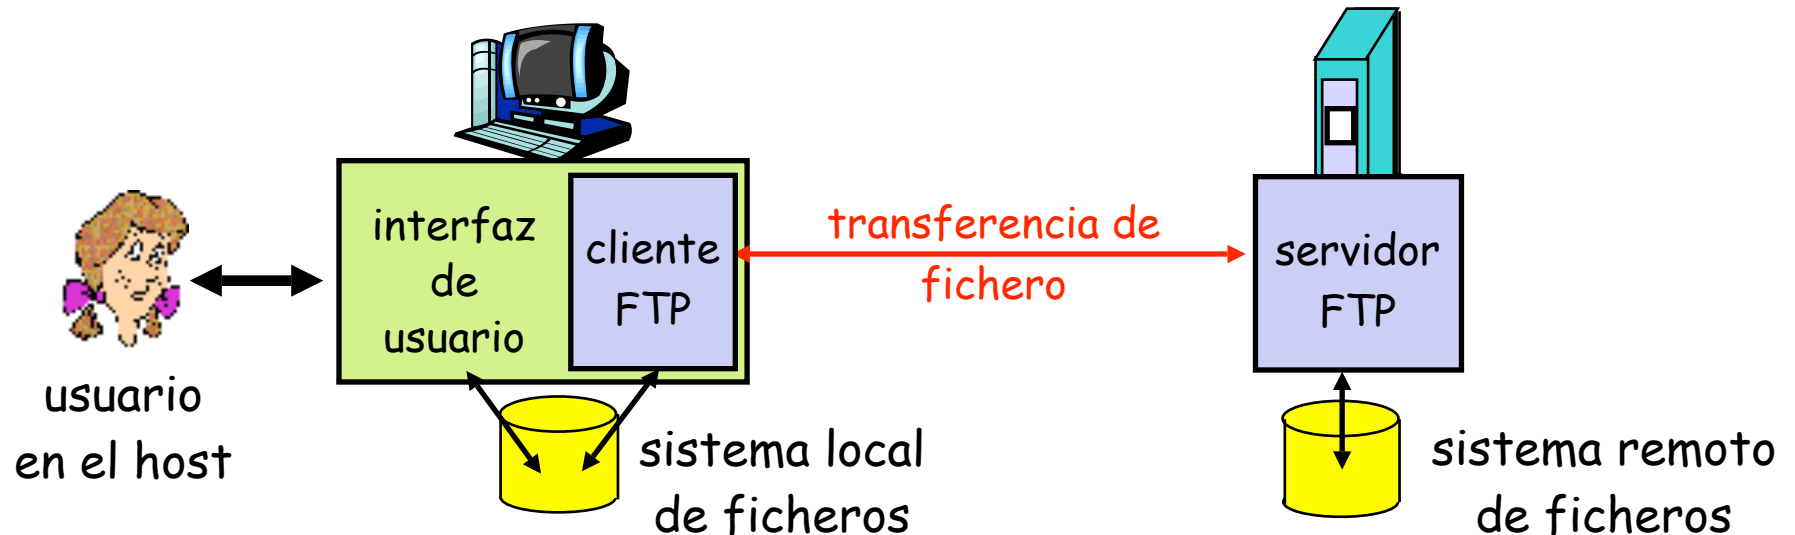 usuario
en el host
interfaz
de
usuario
cliente
FTP
transferencia de
fichero
servidor
FTP
sistema local
de ficheros
sistema remoto
de ficheros